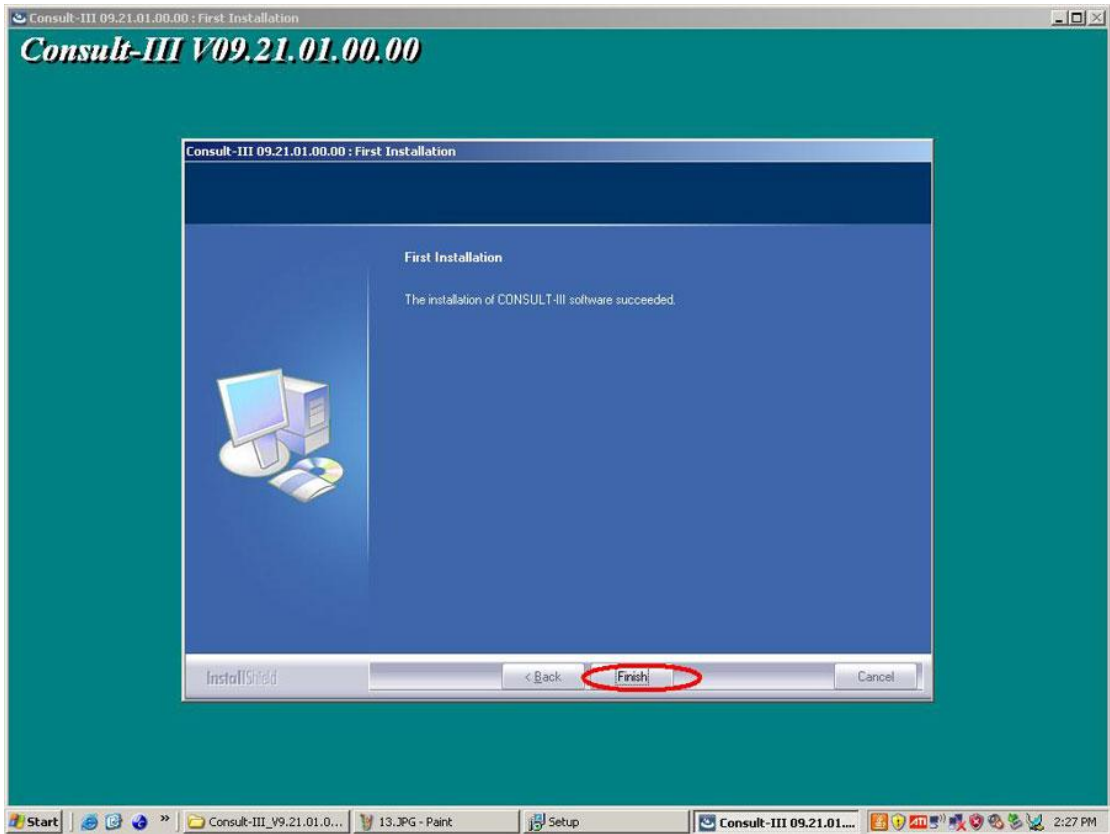 Consult-III 09.21.01.00.00 : First Installation
Consult-III V09.21.01.00.00
Consult-III 09.21.01.00.00 : First Installation
First Installation
The installation of CONSULT-III software succeeded.
InstallShield
< Back
Finish
Cancel
Start
»
Consult-III_V9.21.01.0...
13.JPG - Paint
Setup
Consult-III 09.21.01....
ATI
2:27 PM